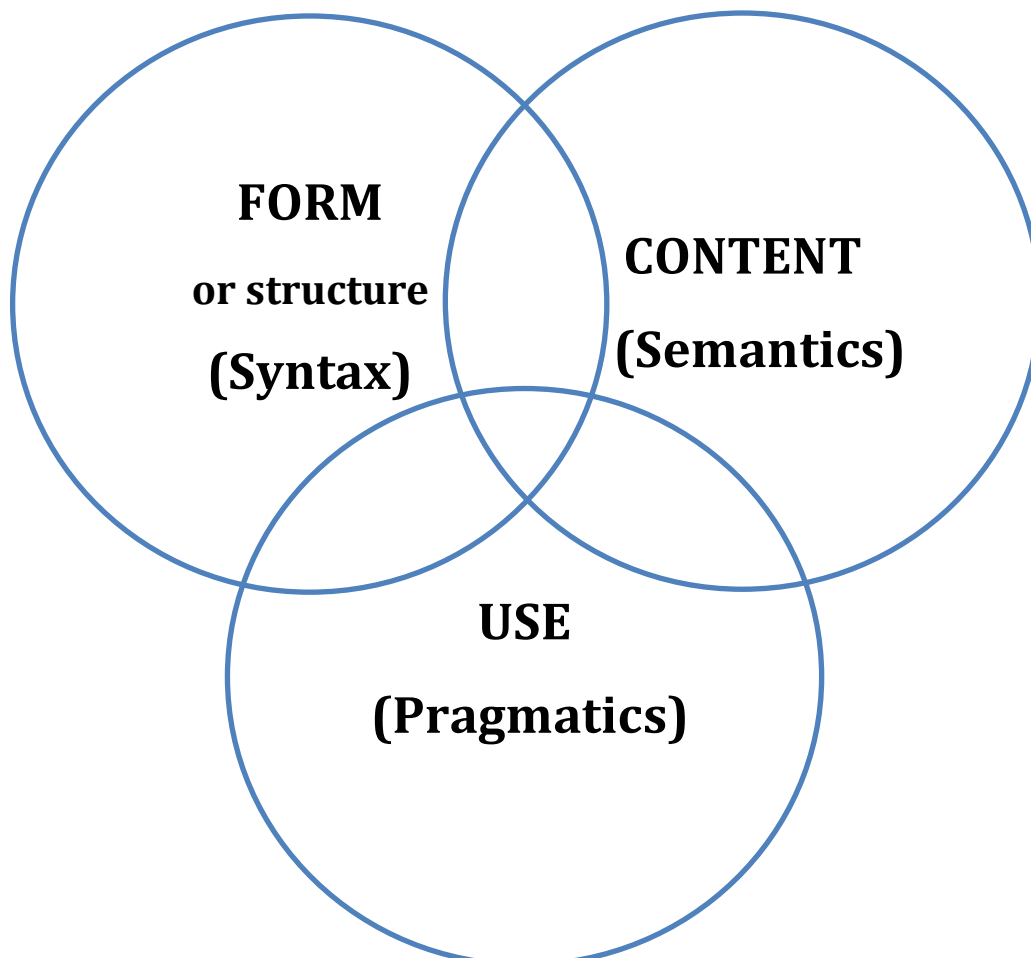 FORM
or structure
(Syntax)
CONTENT
(Semantics)
USE
(Pragmatics)